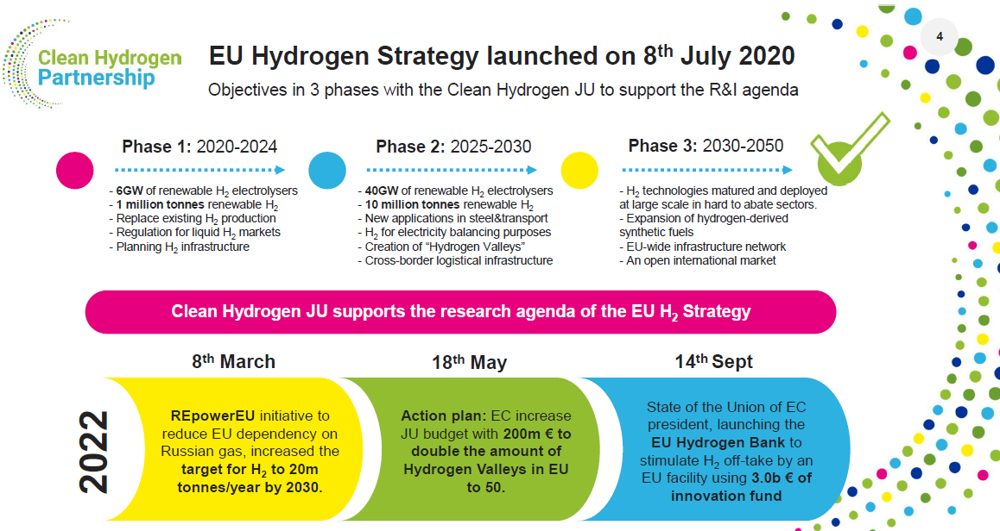 4
Clean Hydrogen
Partnership
EU Hydrogen Strategy launched on 8th July 2020
Objectives in 3 phases with the Clean Hydrogen JU to support the R&I agenda
Phase 1: 2020-2024
- 6GW of renewable H2 electrolysers
- 1 million tonnes renewable H2
- Replace existing H2 production
- Regulation for liquid H2 markets
- Planning H2 infrastructure
Phase 2: 2025-2030
- 40GW of renewable H2 electrolysers
- 10 million tonnes renewable H2
- New applications in steel&transport
- H2 for electricity balancing purposes
- Creation of “Hydrogen Valleys”
- Cross-border logistical infrastructure
Phase 3: 2030-2050
- H2 technologies matured and deployed
at large scale in hard to abate sectors.
- Expansion of hydrogen-derived
synthetic fuels
- EU-wide infrastructure network
- An open international market
Clean Hydrogen JU supports the research agenda of the EU H2 Strategy
2022
8th March
REpowerEU initiative to
reduce EU dependency on
Russian gas, increased the
target for H2 to 20m
tonnes/year by 2030.
18th May
Action plan: EC increase
JU budget with 200m € to
double the amount of
Hydrogen Valleys in EU
to 50.
14th Sept
State of the Union of EC
president, launching the
EU Hydrogen Bank to
stimulate H2 off-take by an
EU facility using 3.0b € of
innovation fund